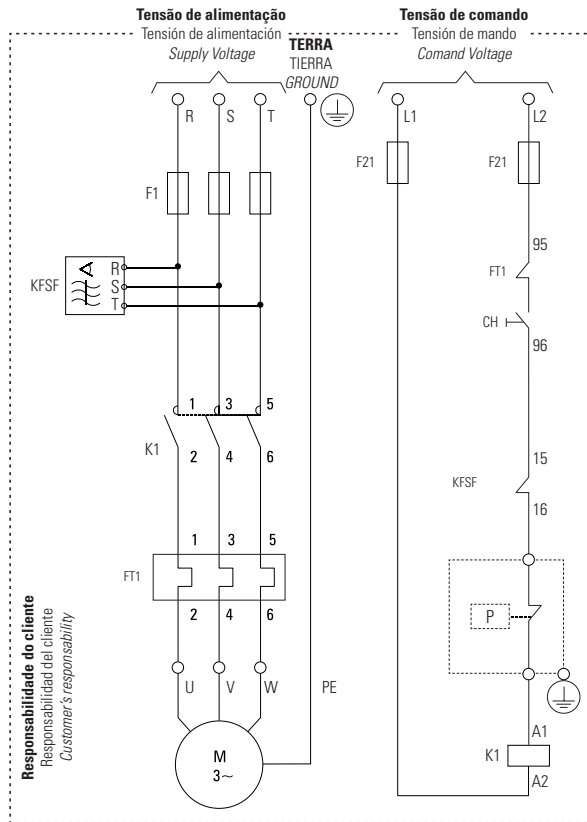 Tensão de alimentação
Tensión de alimentación
Supply Voltage
TERRA
TIERRA
GROUND
Tensão de comando
Tensión de mando
Comand Voltage
R S T
L1 L2
F1
F21 F21
KFSF
R
S
T
95
FT1
CH
96
1 3 5
K1
2 4 6
15
KFSF
16
1 3 5
FT1
2 4 6
P
U V W PE
M
3~
A1
K1
A2
Responsabilidade do cliente
Responsabilidad del cliente
Customer's responsability